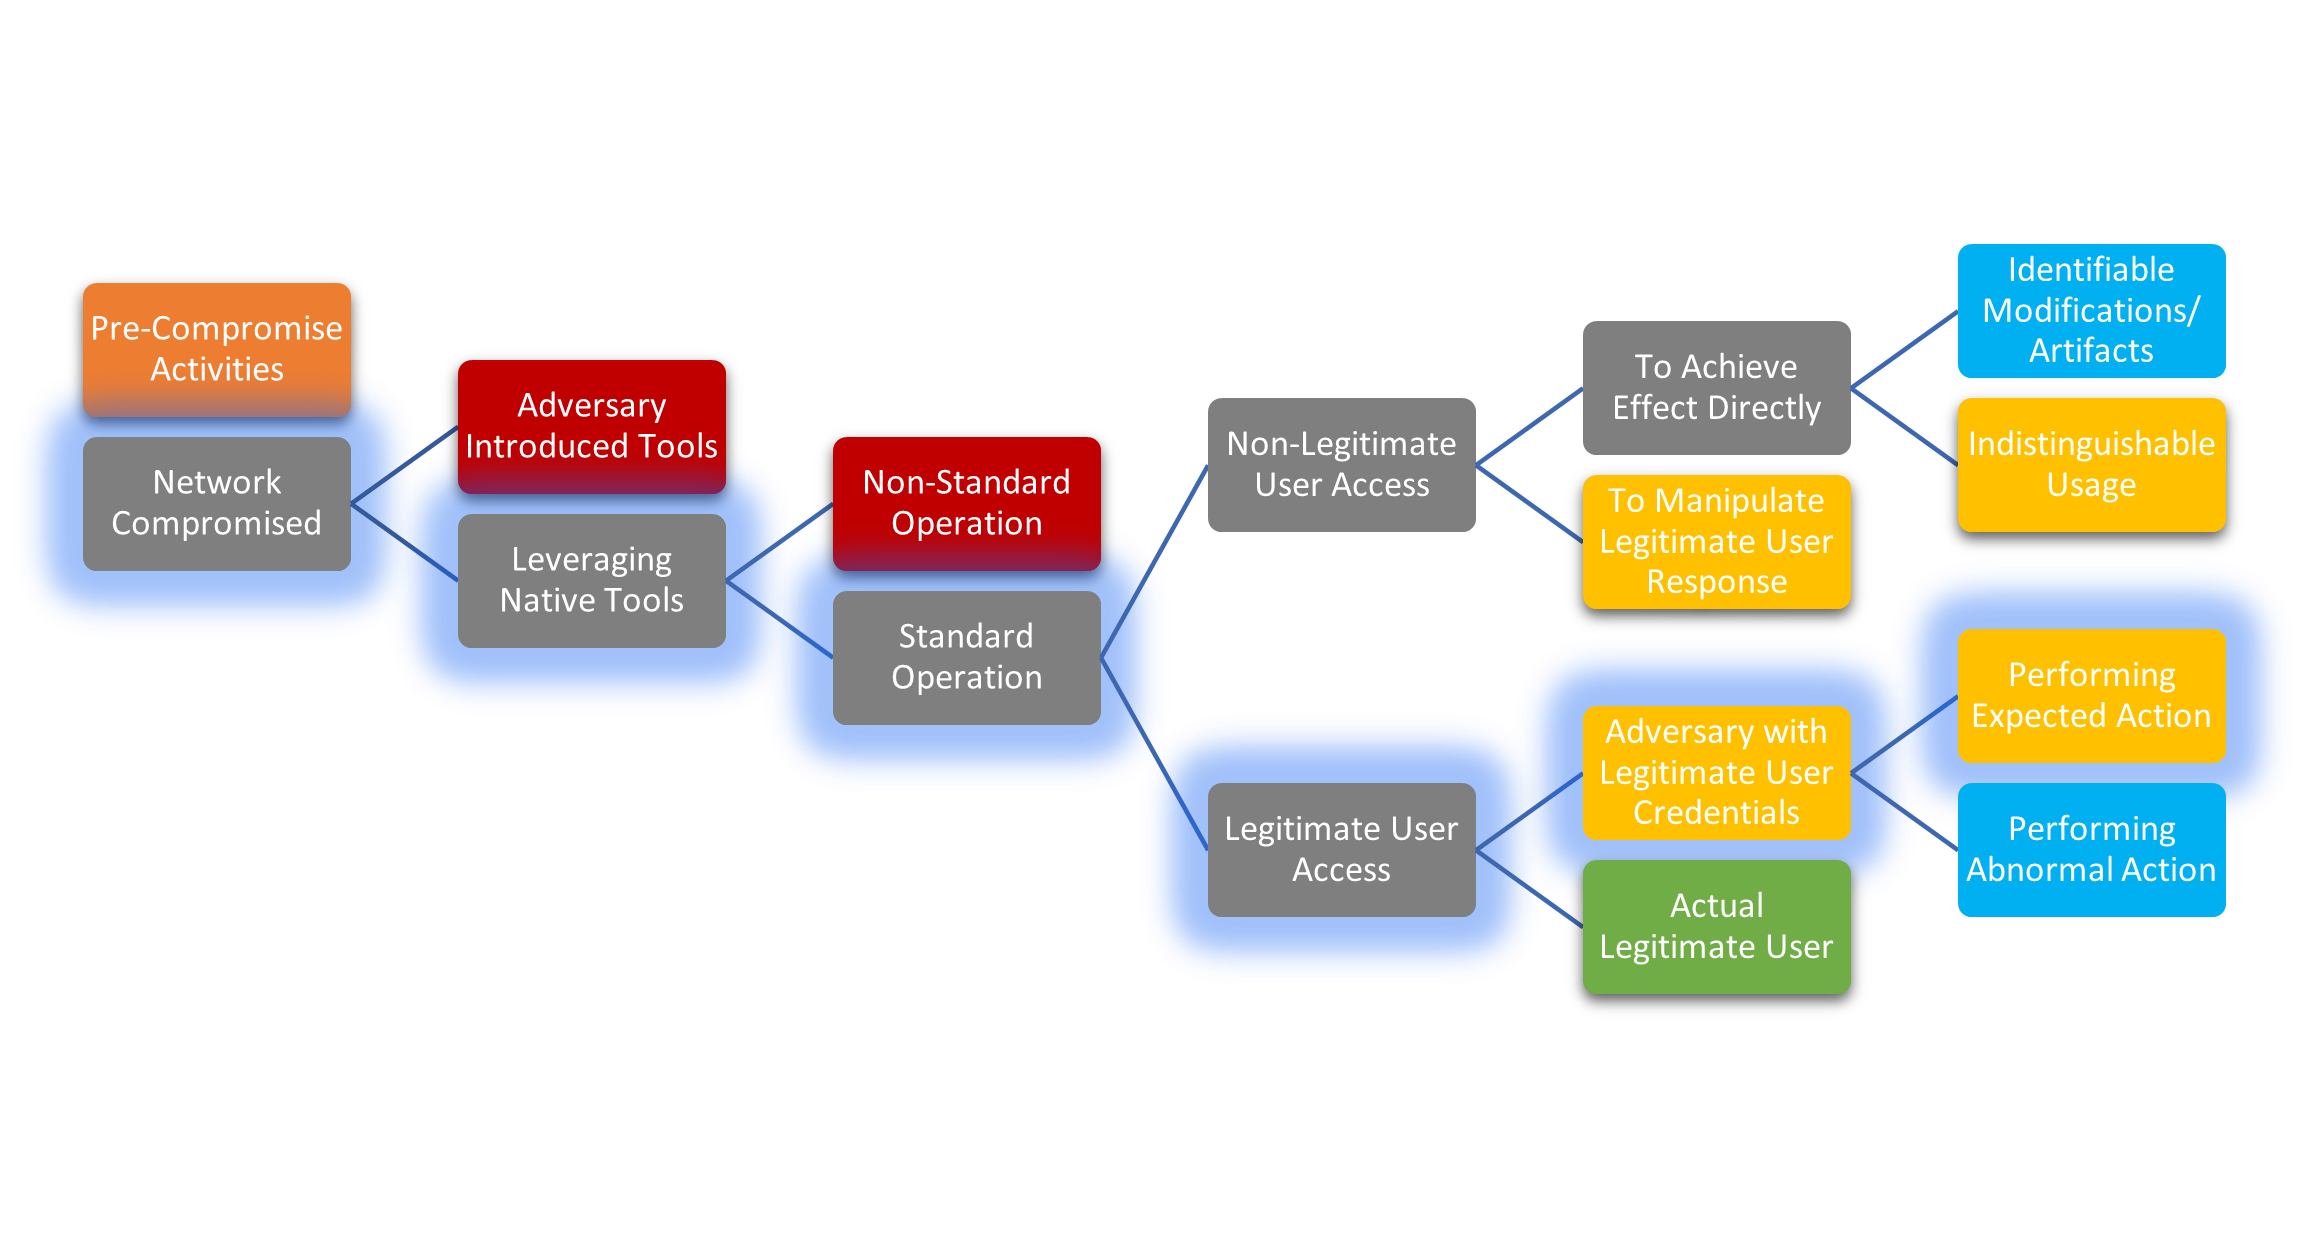 Pre-Compromise
Activities
Network
Compromised
Adversary
Introduced Tools
Leveraging
Native Tools
Non-Standard
Operation
Standard
Operation
Non-Legitimate
User Access
Legitimate User
Access
To Achieve
Effect Directly
To Manipulate
Legitimate User
Response
Adversary with
Legitimate User
Credentials
Actual
Legitimate User
Identifiable
Modifications/
Artifacts
Indistinguishable
Usage
Performing
Expected Action
Performing
Abnormal Action